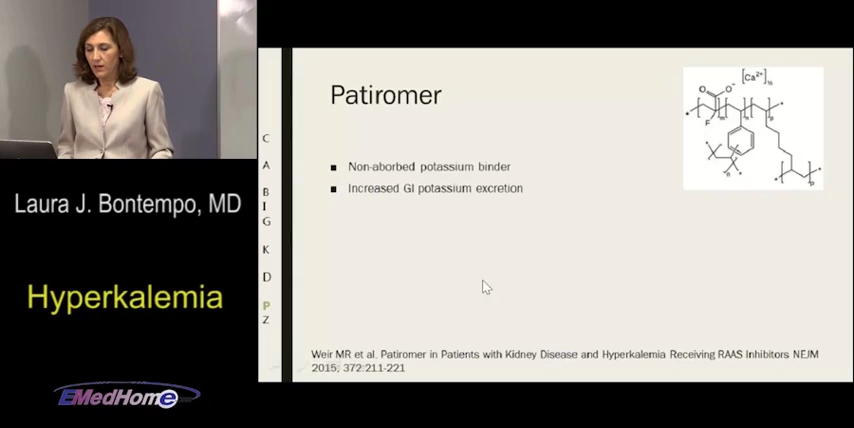 Laura J. Bontempo, MD
Hyperkalemia
EMedHome
C
A
B
I
G
K
D
P
Z
Patiromer
Non-aborbed potassium binder
Increased GI potassium excretion
[Ca²⁺]
O
O⁻
F
m
n
p
n
p
Weir MR et al. Patiromer in Patients with Kidney Disease and Hyperkalemia Receiving RAAS Inhibitors NEJM
2015; 372:211-221